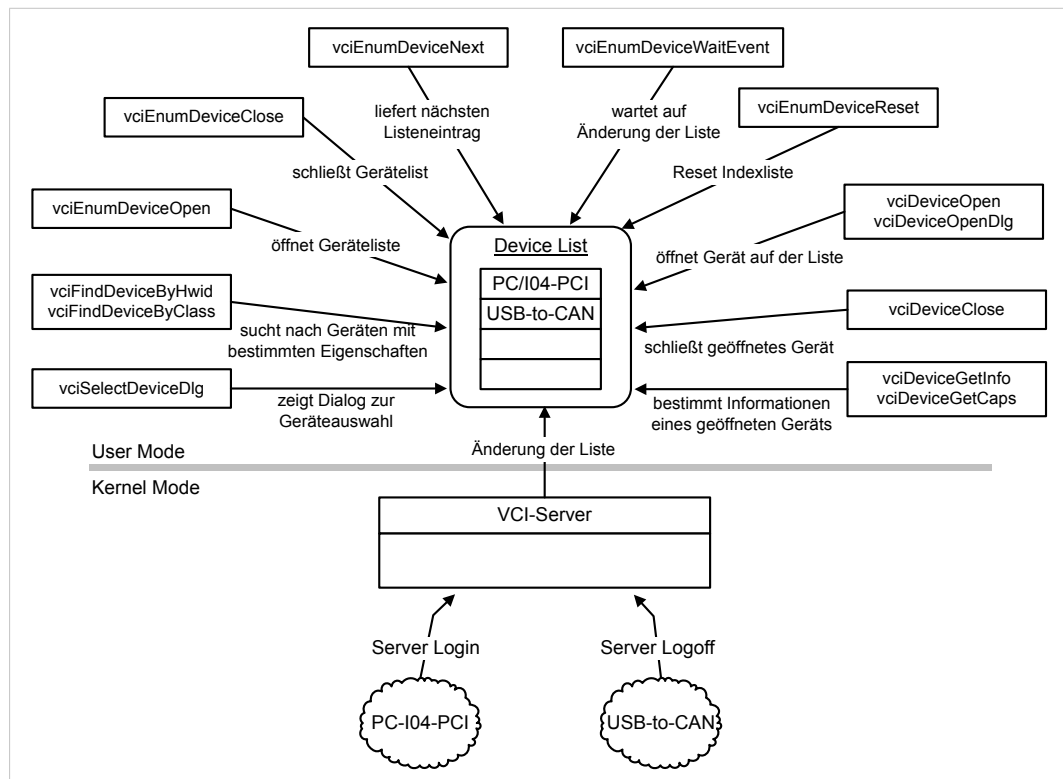 vciEnumDeviceNext
vciEnumDeviceWaitEvent
vciEnumDeviceClose
vciEnumDeviceReset
liefert nächsten
Listeneintrag
wartet auf
Änderung der Liste
schließt Gerätelist
Reset Indexliste
vciEnumDeviceOpen
vciDeviceOpen
vciDeviceOpenDlg
öffnet Geräteliste
Device List
öffnet Gerät auf der Liste
PC/I04-PCI
USB-to-CAN
vciFindDeviceByHwid
vciFindDeviceByClass
vciDeviceClose
sucht nach Geräten mit
bestimmten Eigenschaften
schließt geöffnetes Gerät
vciSelectDeviceDlg
vciDeviceGetInfo
vciDeviceGetCaps
zeigt Dialog zur
Geräteauswahl
bestimmt Informationen
eines geöffneten Geräts
User Mode
Änderung der Liste
Kernel Mode
VCI-Server
Server Login
Server Logoff
PC-I04-PCI
USB-to-CAN